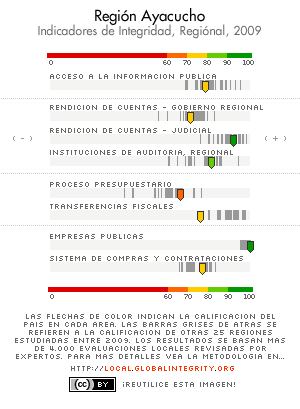 Región Ayacucho
Indicadores de Integridad, Regiónal, 2009
0 60 70 80 90 100
ACCESO A LA INFORMACION PUBLICA
RENDICION DE CUENTAS - GOBIERNO REGIONAL
RENDICION DE CUENTAS - JUDICIAL
( - ) ( + )
INSTITUCIONES DE AUDITORIA, REGIONAL
PROCESO PRESUPUESTARIO
TRANSFERENCIAS FISCALES
EMPRESAS PUBLICAS
SISTEMA DE COMPRAS Y CONTRATACIONES
0 60 70 80 90 100
LAS FLECHAS DE COLOR INDICAN LA CALIFICACION DEL
PAIS EN CADA AREA. LAS BARRAS GRISES DE ATRAS SE
REFIEREN A LA CALIFICACION DE OTRAS 25 REGIONES
ESTUDIADAS ENTRE 2009. LOS RESULTADOS SE BASAN MAS
DE 4.000 EVALUACIONES LOCALES REVISADAS POR
EXPERTOS. PARA MAS DETALLES VEA LA METODOLOGIA EN...
HTTP://LOCAL.GLOBALINTEGRITY.ORG
cc BY ¡REUTILICE ESTA IMAGEN!